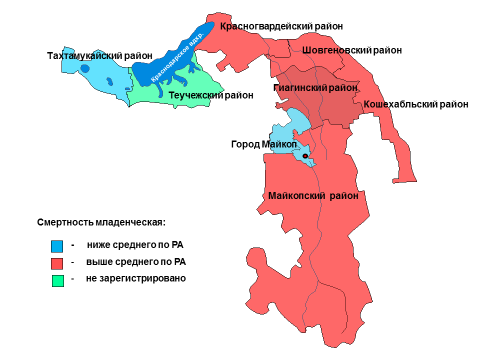 Красногвардейский район
Шовгеновский район
Тахтамукайский район
Краснодарское вдхр.
Гиагинский район
Теучежский район
Кошехабльский район
Город Майкоп
Майкопский район
Смертность младенческая:
- ниже среднего по РА
- выше среднего по РА
- не зарегистрировано